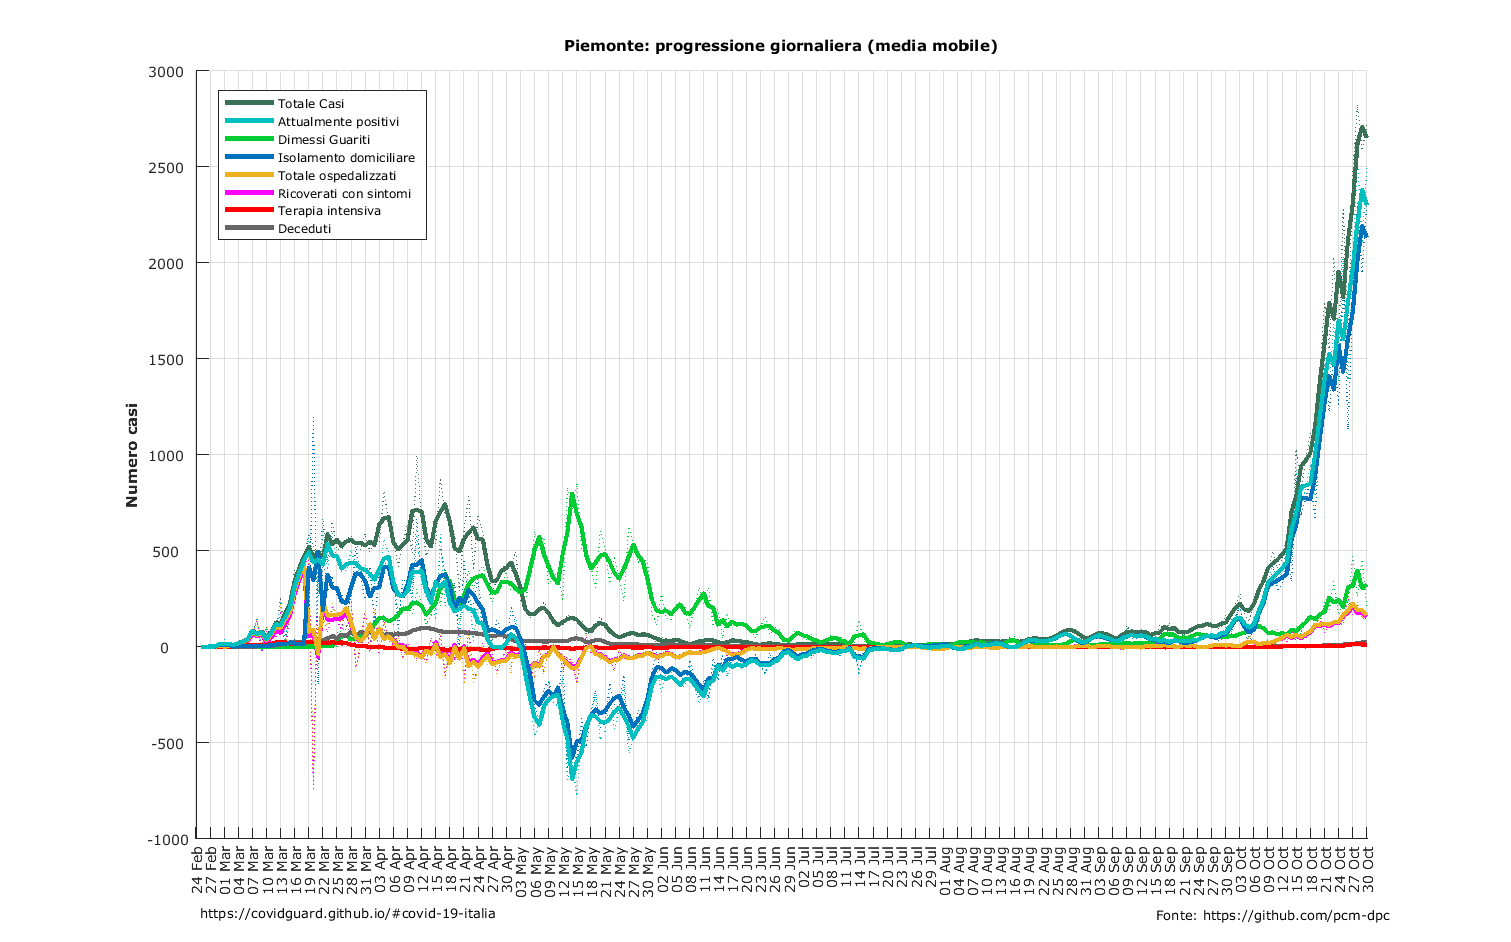 Piemonte: progressione giornaliera (media mobile)
3000
2500
2000
1500
1000
500
0
-500
-1000
Numero casi
Totale Casi
Attualmente positivi
Dimessi Guariti
Isolamento domiciliare
Totale ospedalizzati
Ricoverati con sintomi
Terapia intensiva
Deceduti
24 Feb
27 Feb
01 Mar
04 Mar
07 Mar
10 Mar
13 Mar
16 Mar
19 Mar
22 Mar
25 Mar
28 Mar
31 Mar
03 Apr
06 Apr
09 Apr
12 Apr
15 Apr
18 Apr
21 Apr
24 Apr
27 Apr
30 Apr
03 May
06 May
09 May
12 May
15 May
18 May
21 May
24 May
27 May
30 May
02 Jun
05 Jun
08 Jun
11 Jun
14 Jun
17 Jun
20 Jun
23 Jun
26 Jun
29 Jun
02 Jul
05 Jul
08 Jul
11 Jul
14 Jul
17 Jul
20 Jul
23 Jul
26 Jul
29 Jul
01 Aug
04 Aug
07 Aug
10 Aug
13 Aug
16 Aug
19 Aug
22 Aug
25 Aug
28 Aug
31 Aug
03 Sep
06 Sep
09 Sep
12 Sep
15 Sep
18 Sep
21 Sep
24 Sep
27 Sep
30 Sep
03 Oct
06 Oct
09 Oct
12 Oct
15 Oct
18 Oct
21 Oct
24 Oct
27 Oct
30 Oct
https://covidguard.github.io/#covid-19-italia
Fonte: https://github.com/pcm-dpc